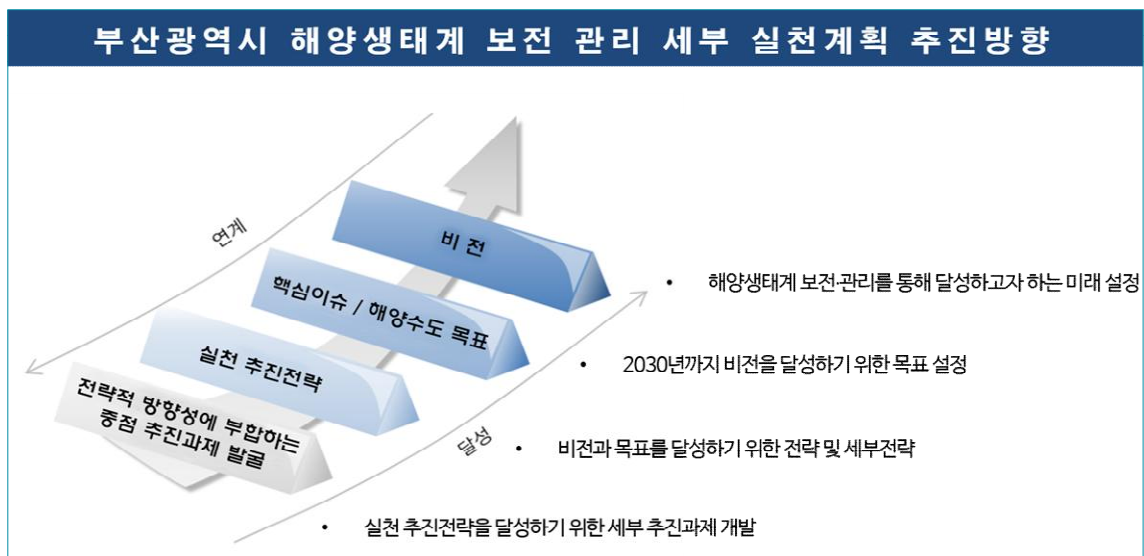 부산광역시 해양생태계 보전 관리 세부 실천계획 추진방향
연계
비 전
• 해양생태계 보전·관리를 통해 달성하고자 하는 미래 설정
핵심이슈 / 해양수도 목표
• 2030년까지 비전을 달성하기 위한 목표 설정
실천 추진전략
달성
• 비전과 목표를 달성하기 위한 전략 및 세부전략
전략적 방향성에 부합하는
중점 추진과제 발굴
• 실천 추진전략을 달성하기 위한 세부 추진과제 개발